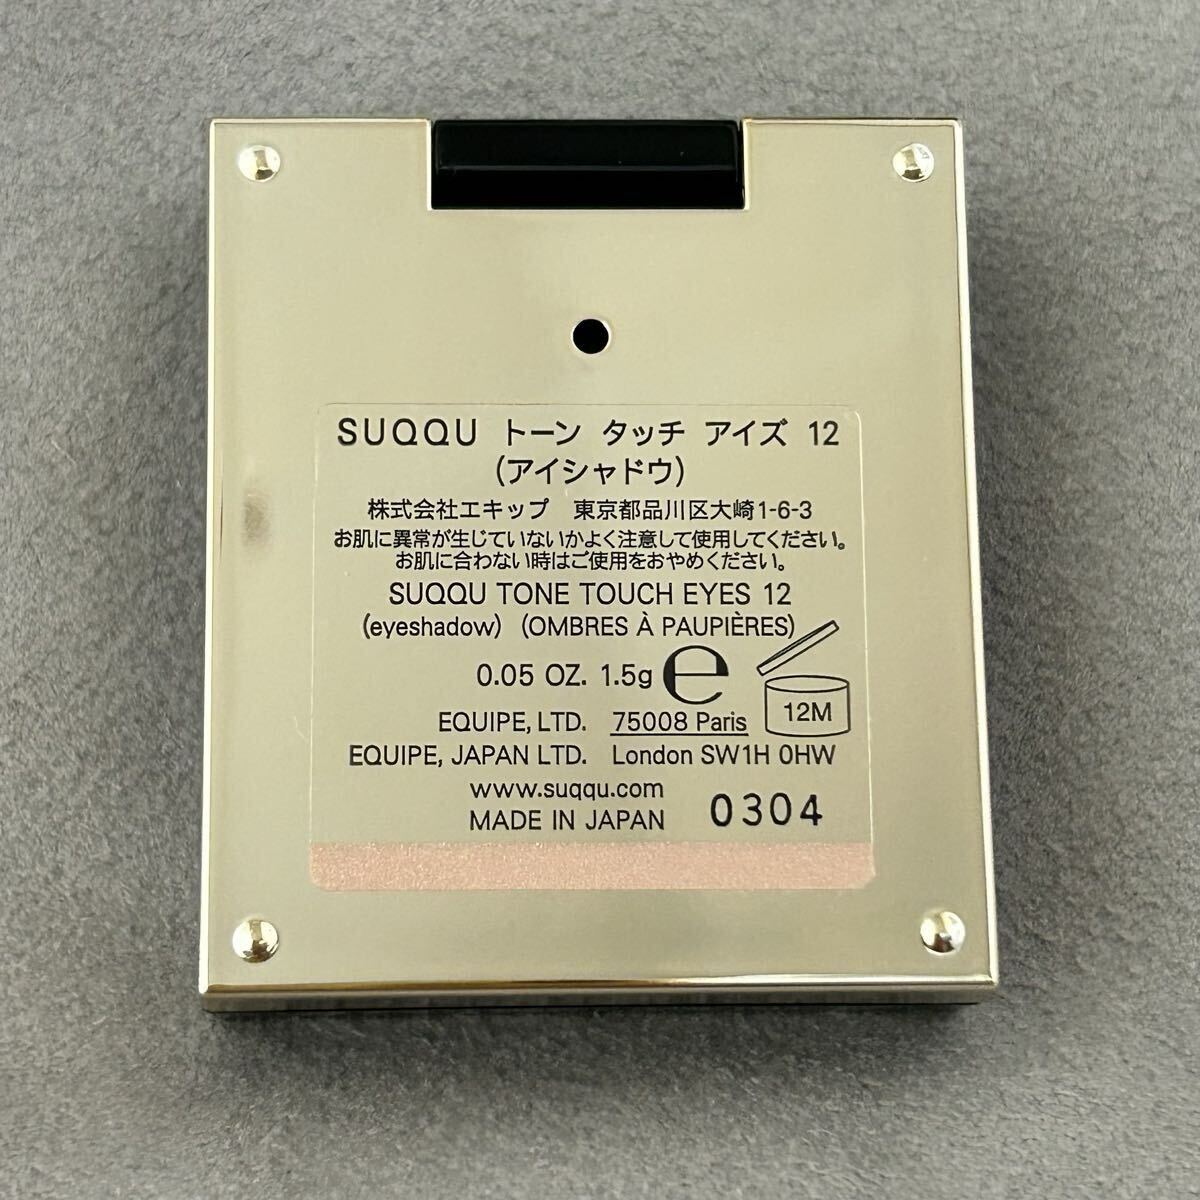 SUQQU トーン タッチ アイズ 12
(アイシャドウ)
株式会社エキップ 東京都品川区大崎1-6-3
お肌に異常が生じていないかよく注意して使用してください。
お肌に合わない時はご使用をおやめください。
SUQQU TONE TOUCH EYES 12
(eyeshadow) (OMBRES À PAUPIÈRES)
0.05 OZ. 1.5g ℮
12M
EQUIPE, LTD. 75008 Paris
EQUIPE, JAPAN LTD. London SW1H 0HW
www.suqqu.com
MADE IN JAPAN 0304